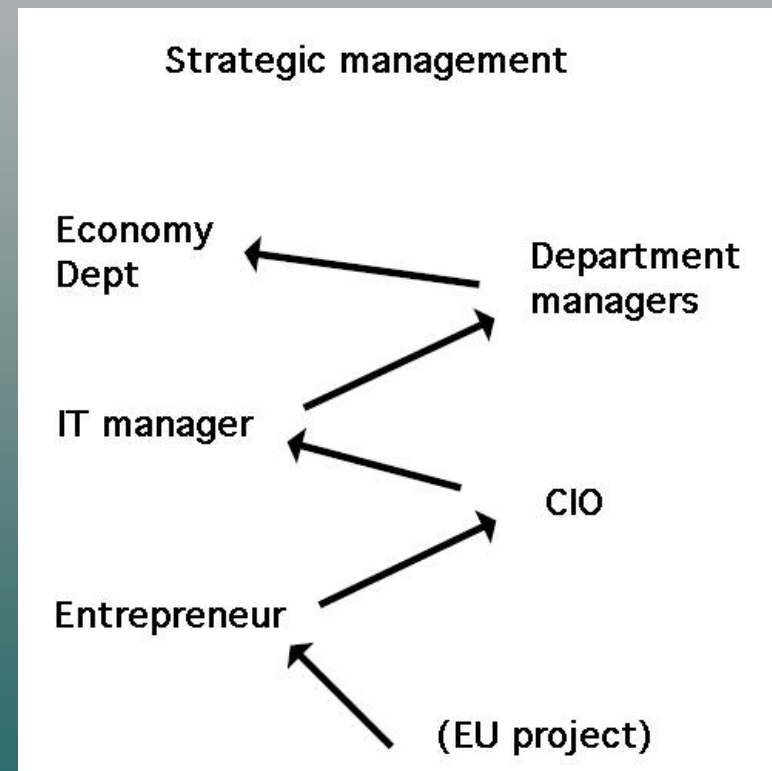 Strategic management
Economy
Dept
Department
managers
IT manager
CIO
Entrepreneur
(EU project)